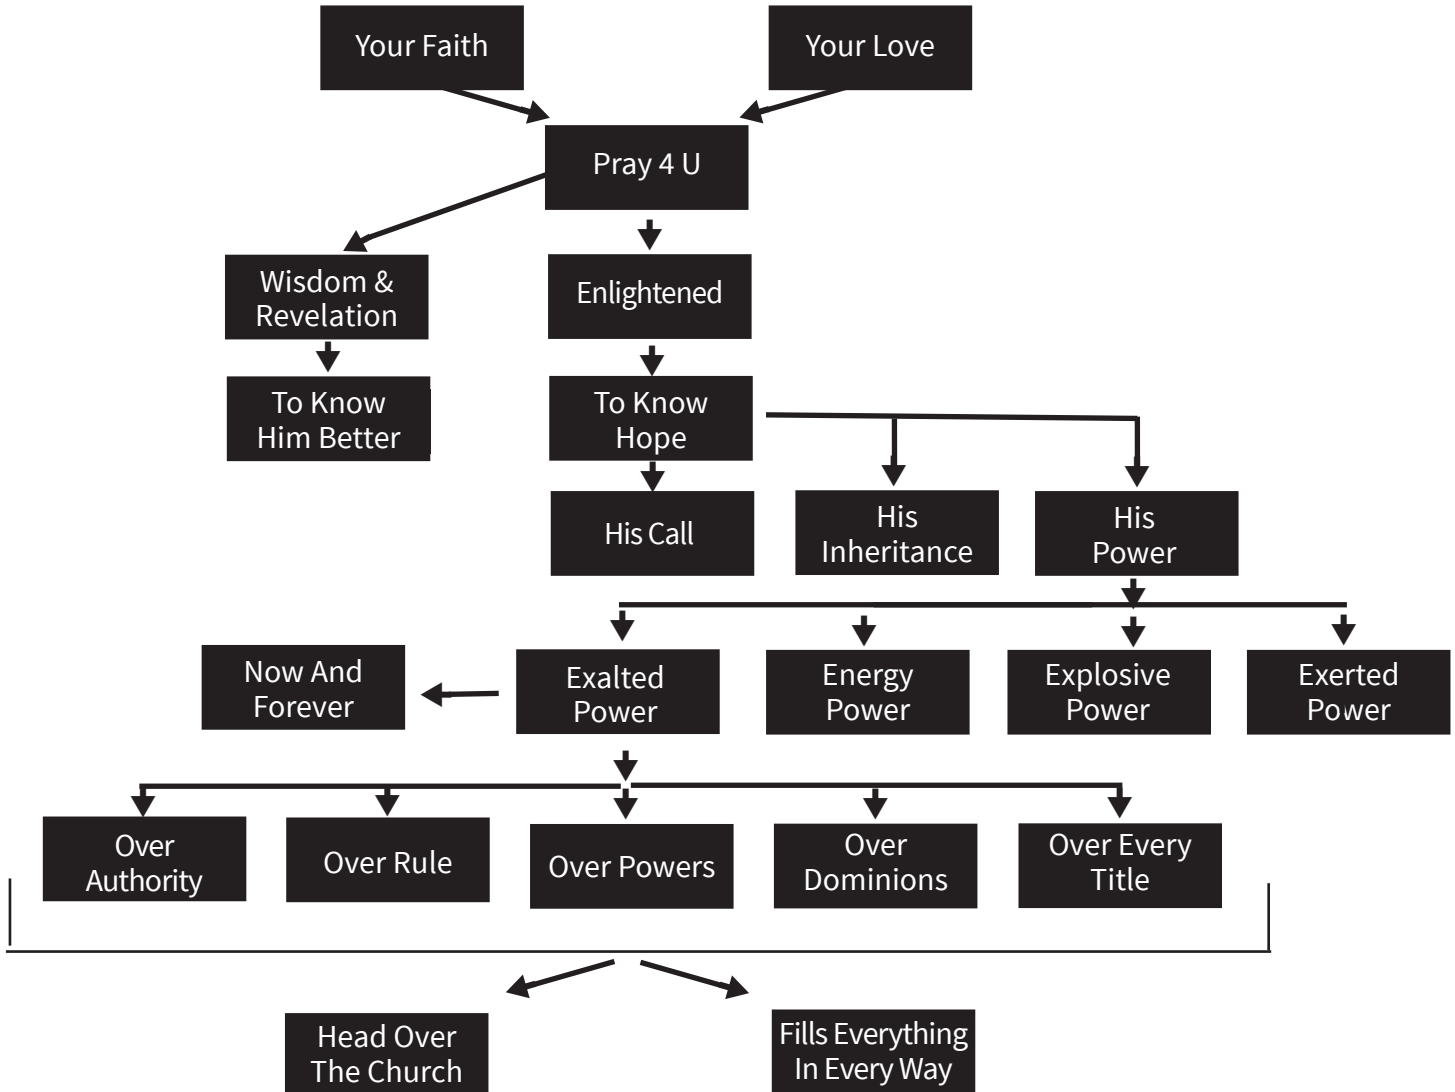 Your Faith
Your Love
Pray 4 U
Wisdom &
Revelation
Enlightened
To Know
Him Better
To Know
Hope
His Call
His
Inheritance
His
Power
Now And
Forever
Exalted
Power
Energy
Power
Explosive
Power
Exerted
Power
Over
Authority
Over Rule
Over Powers
Over
Dominions
Over Every
Title
Head Over
The Church
Fills Everything
In Every Way